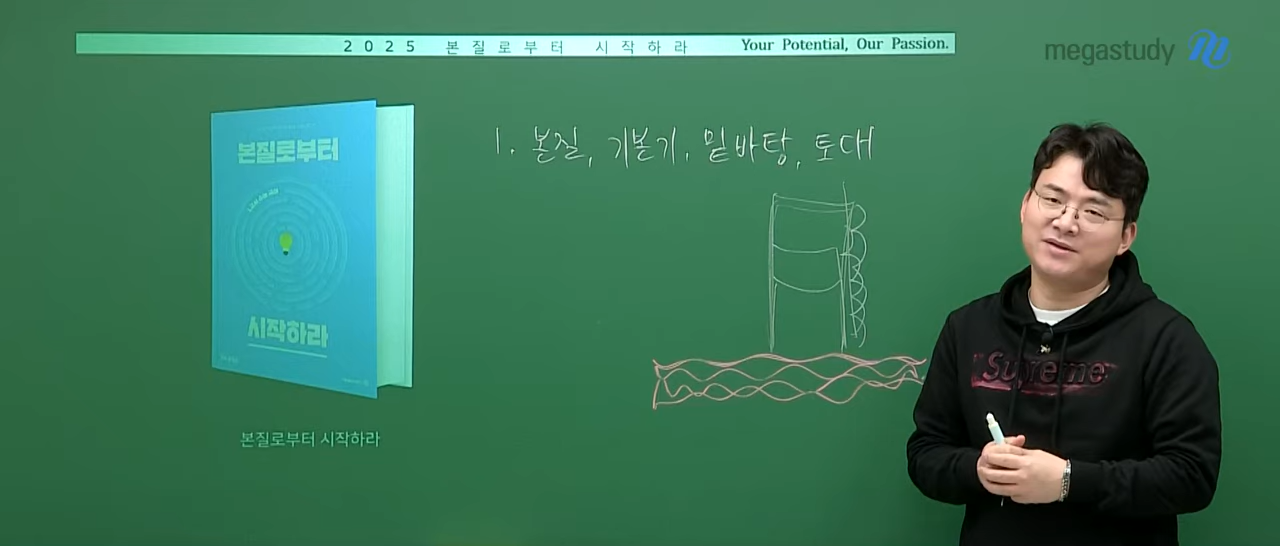 2025 본질로부터 시작하라 Your Potential, Our Passion.
megastudy
본질로부터
시작하라
본질로부터 시작하라
1. 본질, 기본기, 밑바탕, 토대
Supreme